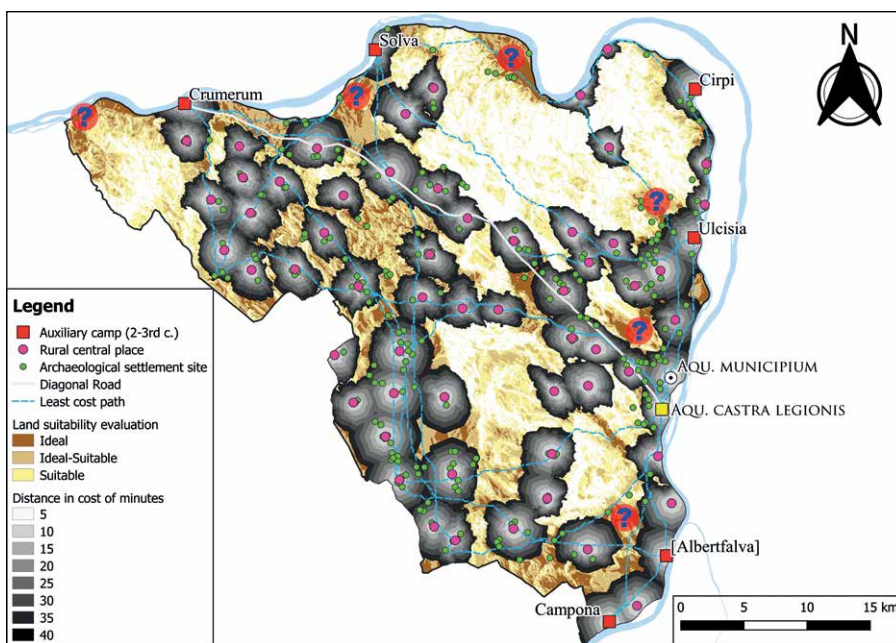 Solva
?
N
Crumerum
?
Cirpi
?
?
Ulcisia
Legend
Auxiliary camp (2-3rd c.)
Rural central place
Archaeological settlement site
Diagonal Road
Least cost path
Land suitability evaluation
Ideal
Ideal-Suitable
Suitable
Distance in cost of minutes
5
10
15
20
25
30
35
40
?
AQU. MUNICIPIUM
AQU. CASTRA LEGIONIS
?
[Albertfalva]
Campona
0 5 10 15 km